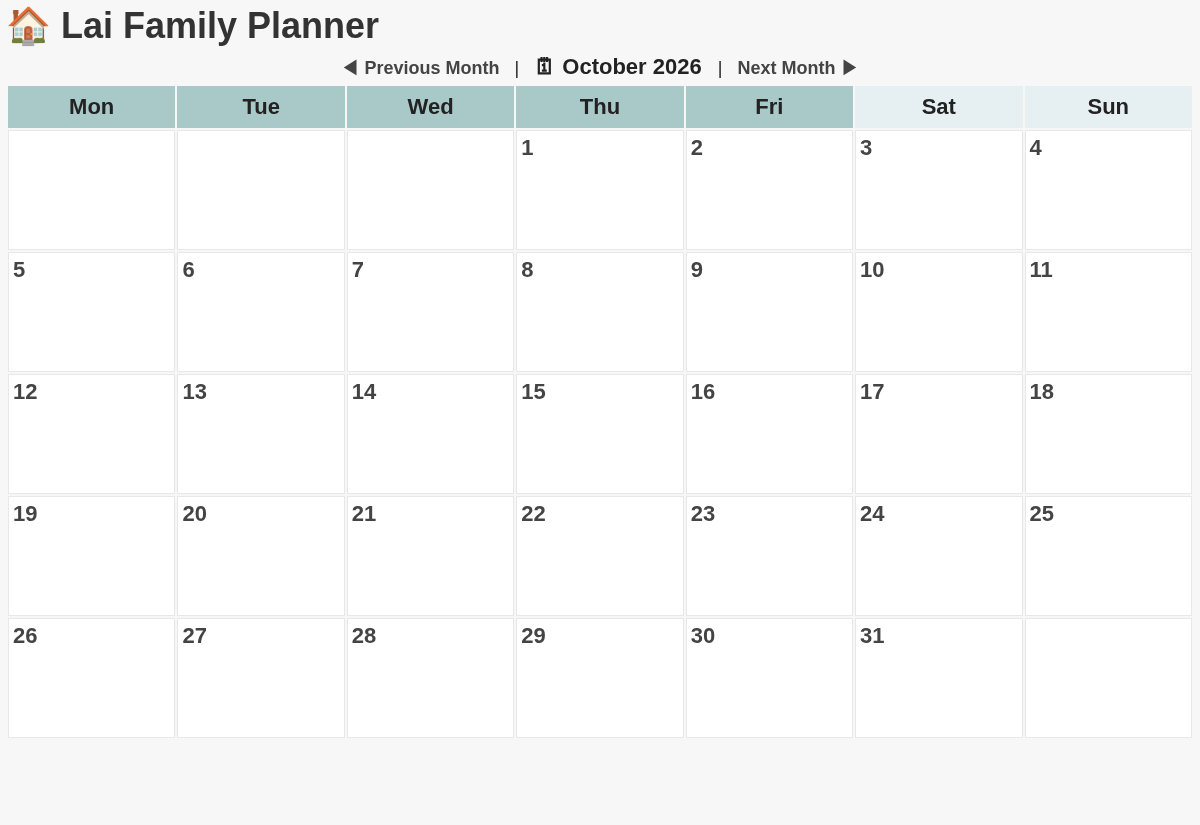 🏠 Lai Family Planner
◀ Previous Month | 🗓 October 2026 | Next Month ▶
Mon Tue Wed Thu Fri Sat Sun
1 2 3 4
5 6 7 8 9 10 11
12 13 14 15 16 17 18
19 20 21 22 23 24 25
26 27 28 29 30 31